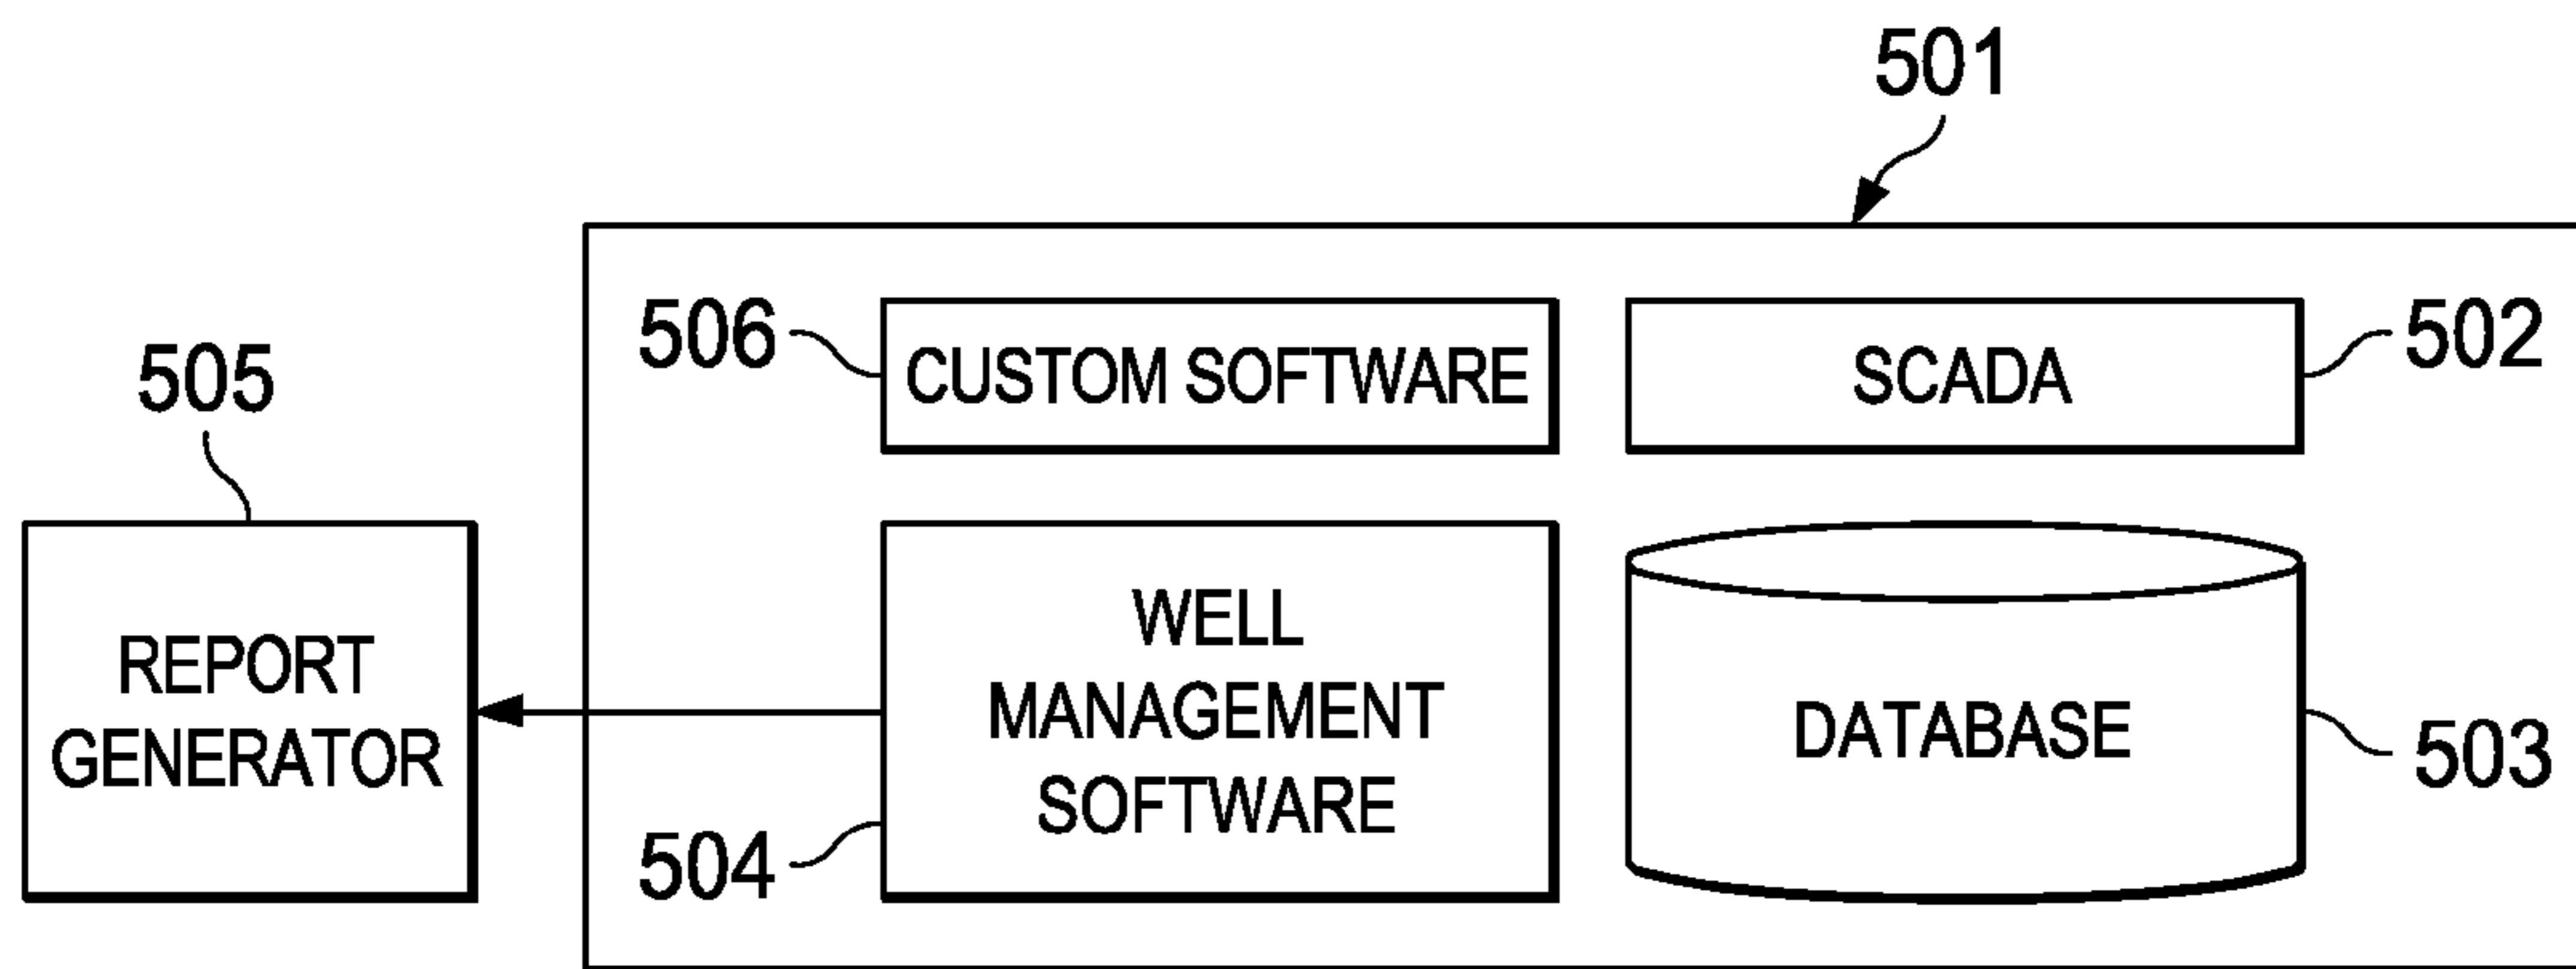 501
506
CUSTOM SOFTWARE
SCADA
502
505
REPORT
GENERATOR
WELL
MANAGEMENT
SOFTWARE
504
DATABASE
503